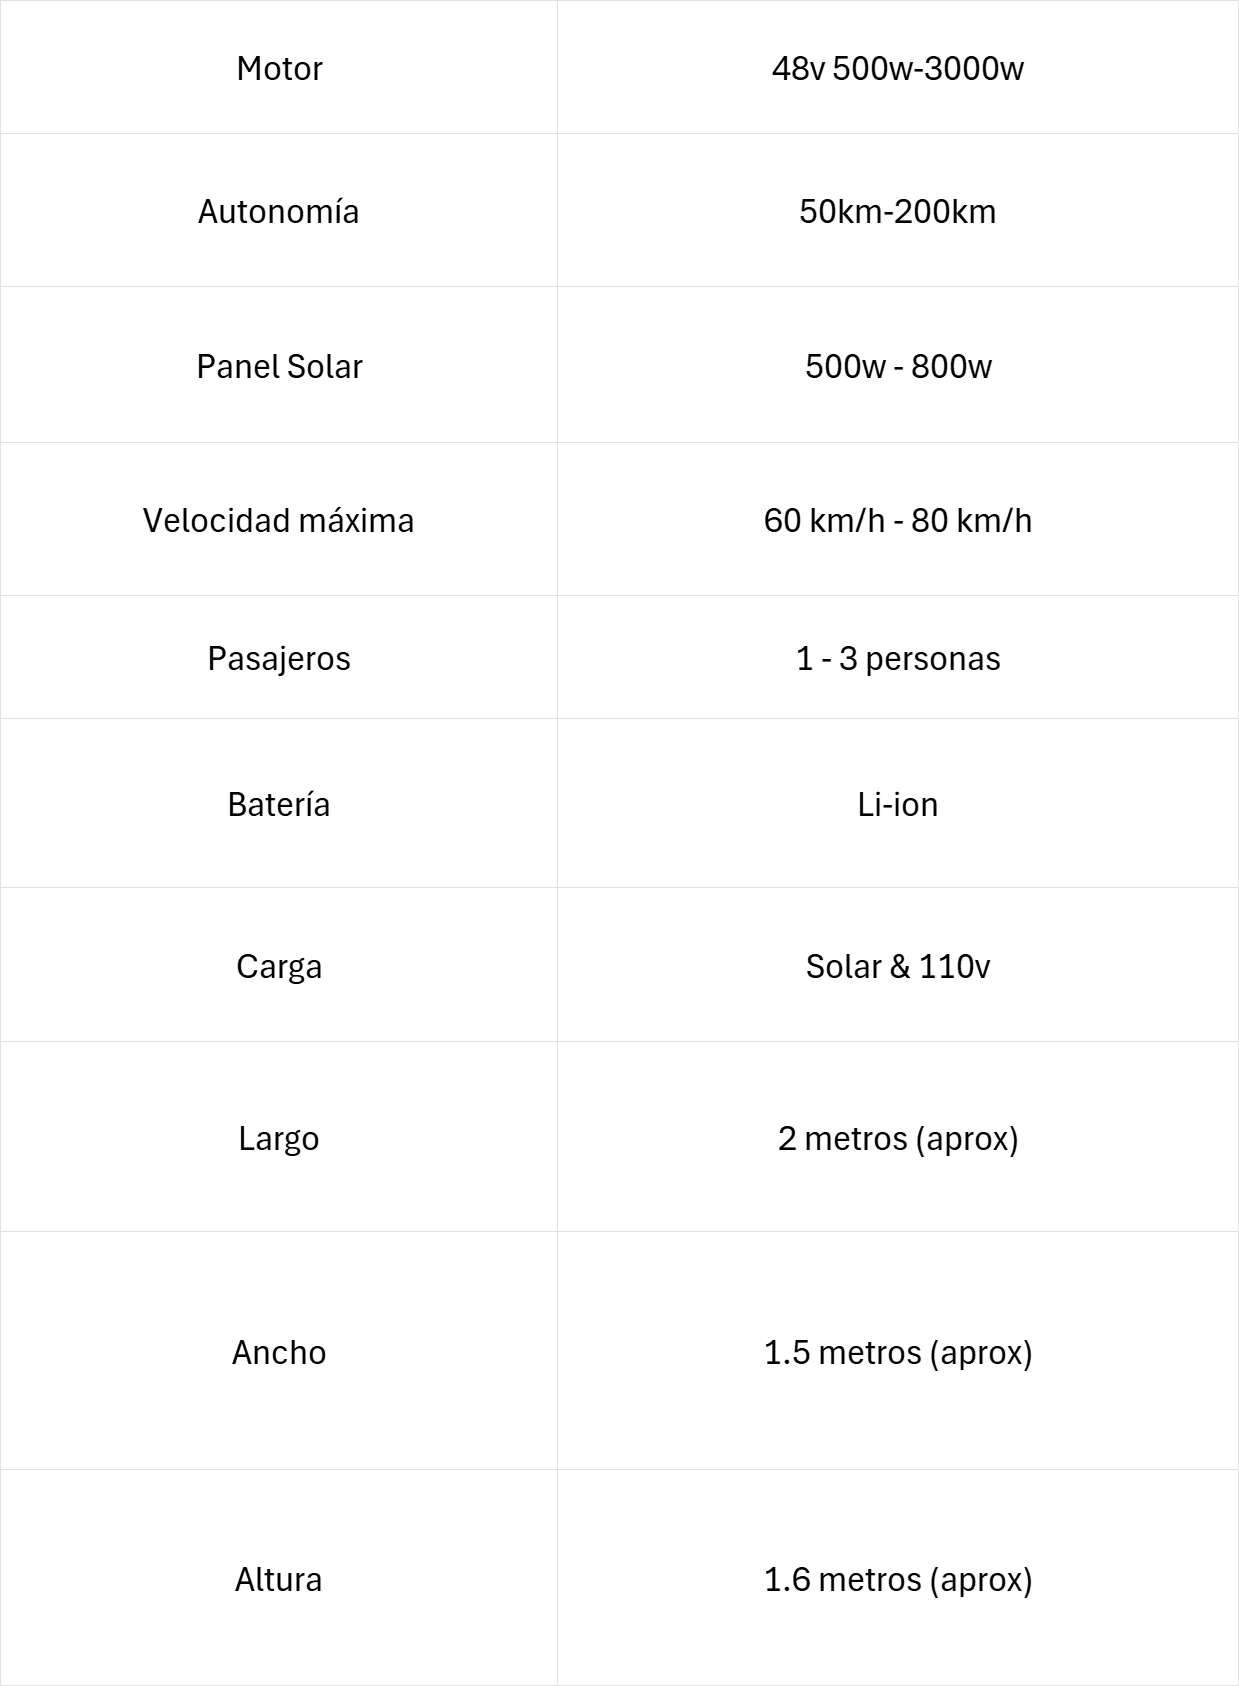 Motor 48v 500w-3000w
Autonomía 50km-200km
Panel Solar 500w - 800w
Velocidad máxima 60 km/h - 80 km/h
Pasajeros 1 - 3 personas
Batería Li-ion
Carga Solar & 110v
Largo 2 metros (aprox)
Ancho 1.5 metros (aprox)
Altura 1.6 metros (aprox)